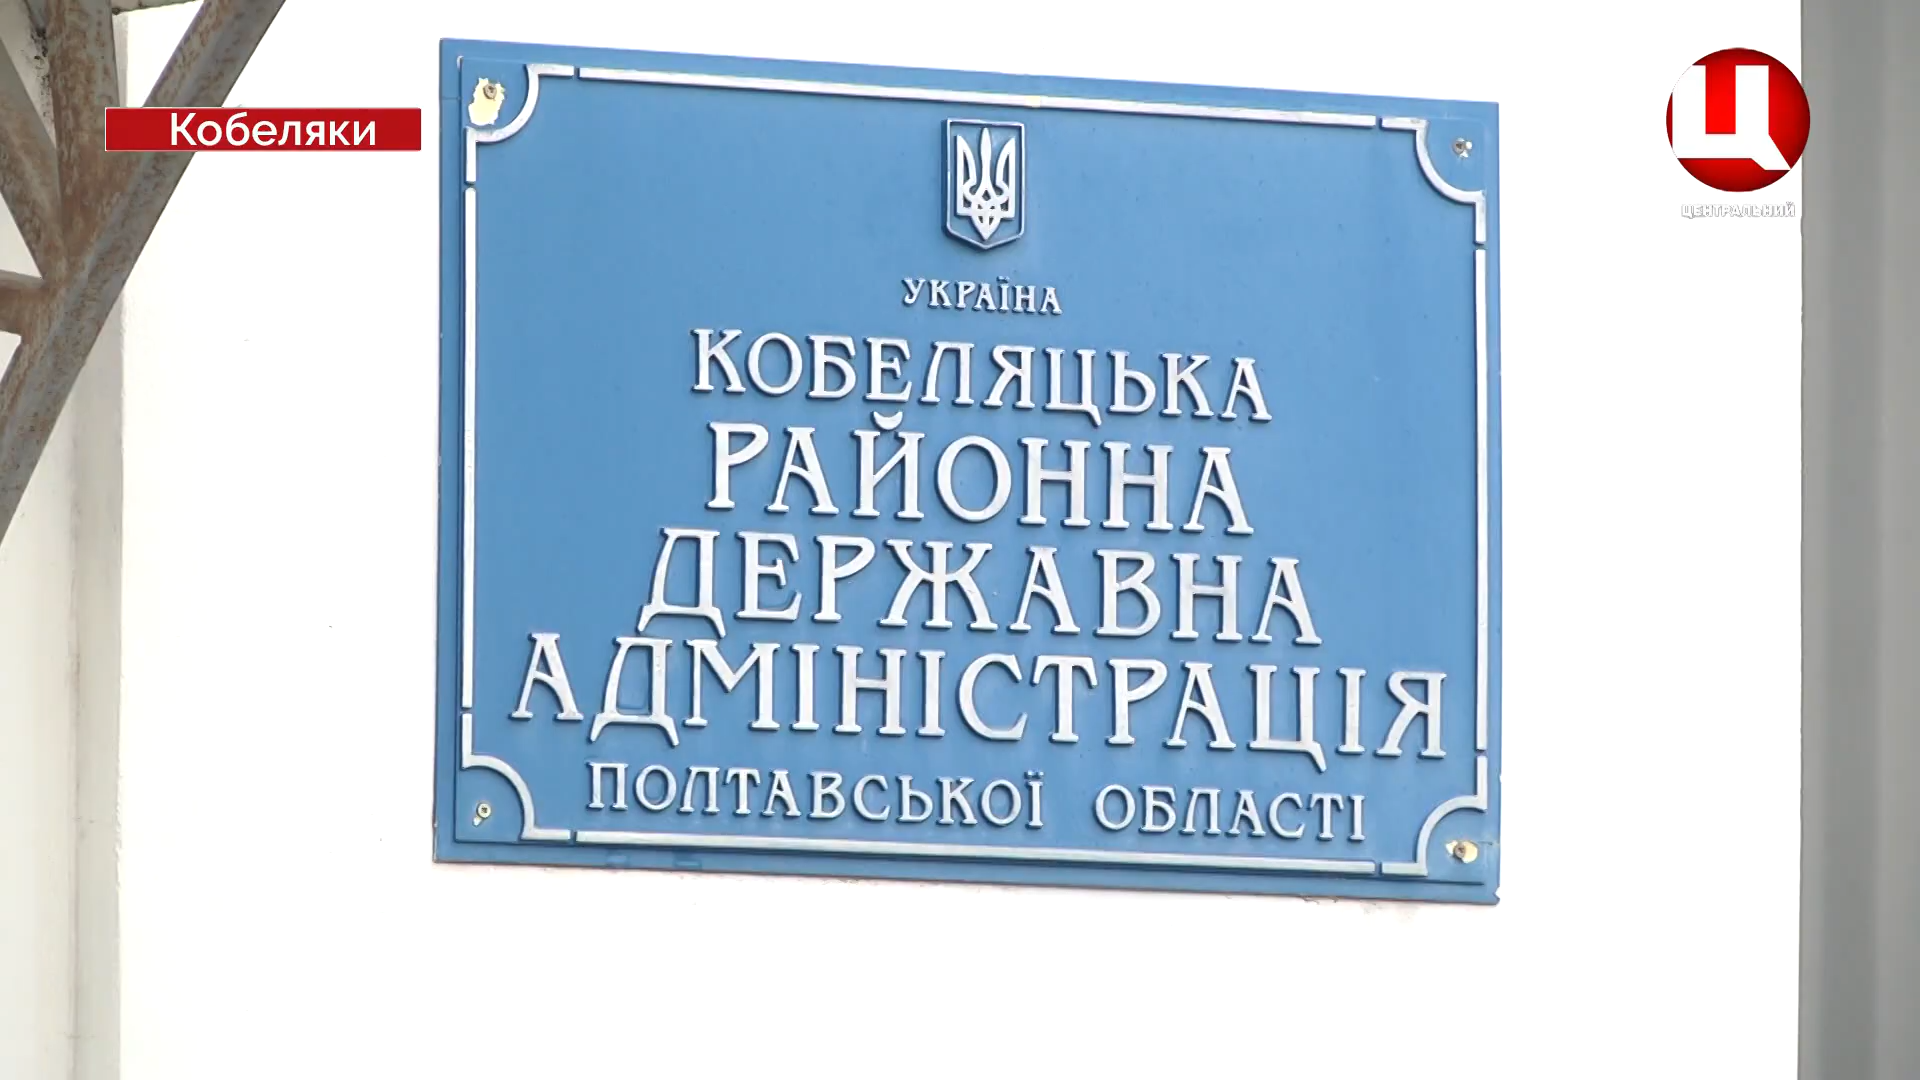 Кобеляки
Ц
ЦЕНТРАЛЬНИЙ
УКРАЇНА
КОБЕЛЯЦЬКА
РАЙОННА
ДЕРЖАВНА
АДМІНІСТРАЦІЯ
ПОЛТАВСЬКОЇ ОБЛАСТІ